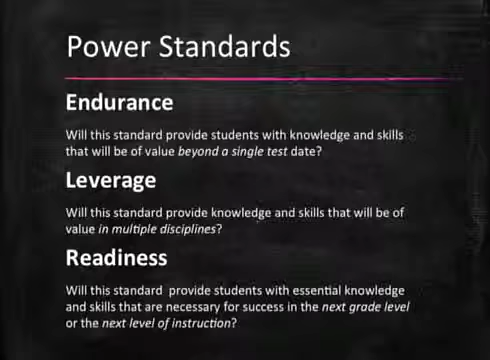 Power Standards
Endurance
Will this standard provide students with knowledge and skills
that will be of value beyond a single test date?
Leverage
Will this standard provide knowledge and skills that will be of
value in multiple disciplines?
Readiness
Will this standard provide students with essential knowledge
and skills that are necessary for success in the next grade level
or the next level of instruction?